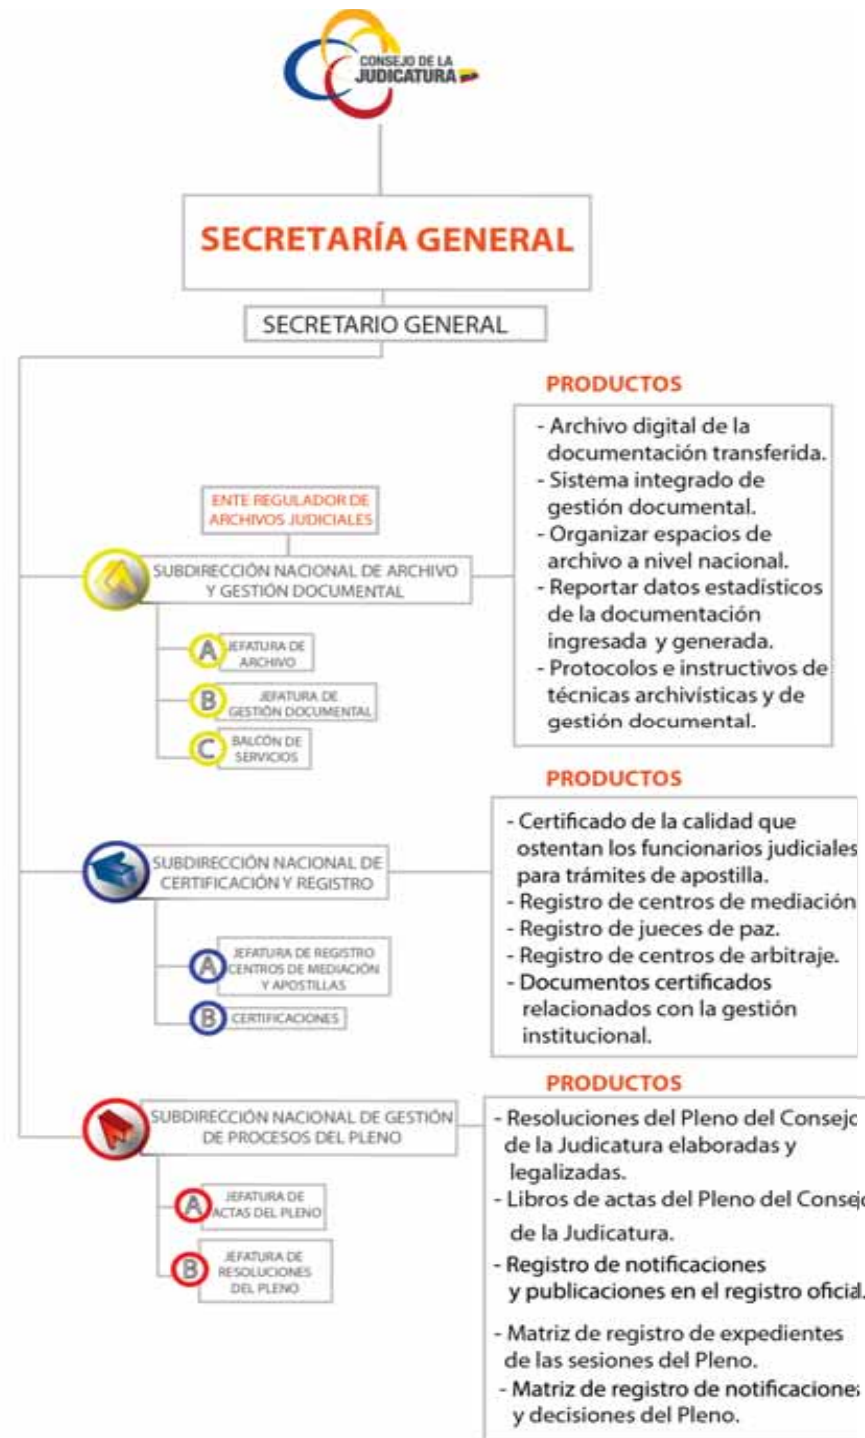 CONSEJO DE LA
JUDICATURA
SECRETARÍA GENERAL
SECRETARIO GENERAL
PRODUCTOS
- Archivo digital de la
documentación transferida.
- Sistema integrado de
gestión documental.
- Organizar espacios de
archivo a nivel nacional.
- Reportar datos estadísticos
de la documentación
ingresada y generada.
- Protocolos e instructivos de
técnicas archivísticas y de
gestión documental.
ENTE REGULADOR DE
ARCHIVOS JUDICIALES
SUBDIRECCIÓN NACIONAL DE ARCHIVO
Y GESTIÓN DOCUMENTAL
A JEFATURA DE
ARCHIVO
B JEFATURA DE
GESTIÓN DOCUMENTAL
C BALCÓN DE
SERVICIOS
PRODUCTOS
- Certificado de la calidad que
ostentan los funcionarios judiciales
para trámites de apostilla.
- Registro de centros de mediación
- Registro de jueces de paz.
- Registro de centros de arbitraje.
- Documentos certificados
relacionados con la gestión
institucional.
SUBDIRECCIÓN NACIONAL DE
CERTIFICACIÓN Y REGISTRO
A JEFATURA DE REGISTRO
CENTROS DE MEDIACIÓN
Y APOSTILLAS
B CERTIFICACIONES
PRODUCTOS
- Resoluciones del Pleno del Consejo
de la Judicatura elaboradas y
legalizadas.
- Libros de actas del Pleno del Consejo
de la Judicatura.
- Registro de notificaciones
y publicaciones en el registro oficial.
- Matriz de registro de expedientes
de las sesiones del Pleno.
- Matriz de registro de notificaciones
y decisiones del Pleno.
SUBDIRECCIÓN NACIONAL DE GESTIÓN
DE PROCESOS DEL PLENO
A JEFATURA DE
ACTAS DEL PLENO
B JEFATURA DE
RESOLUCIONES
DEL PLENO